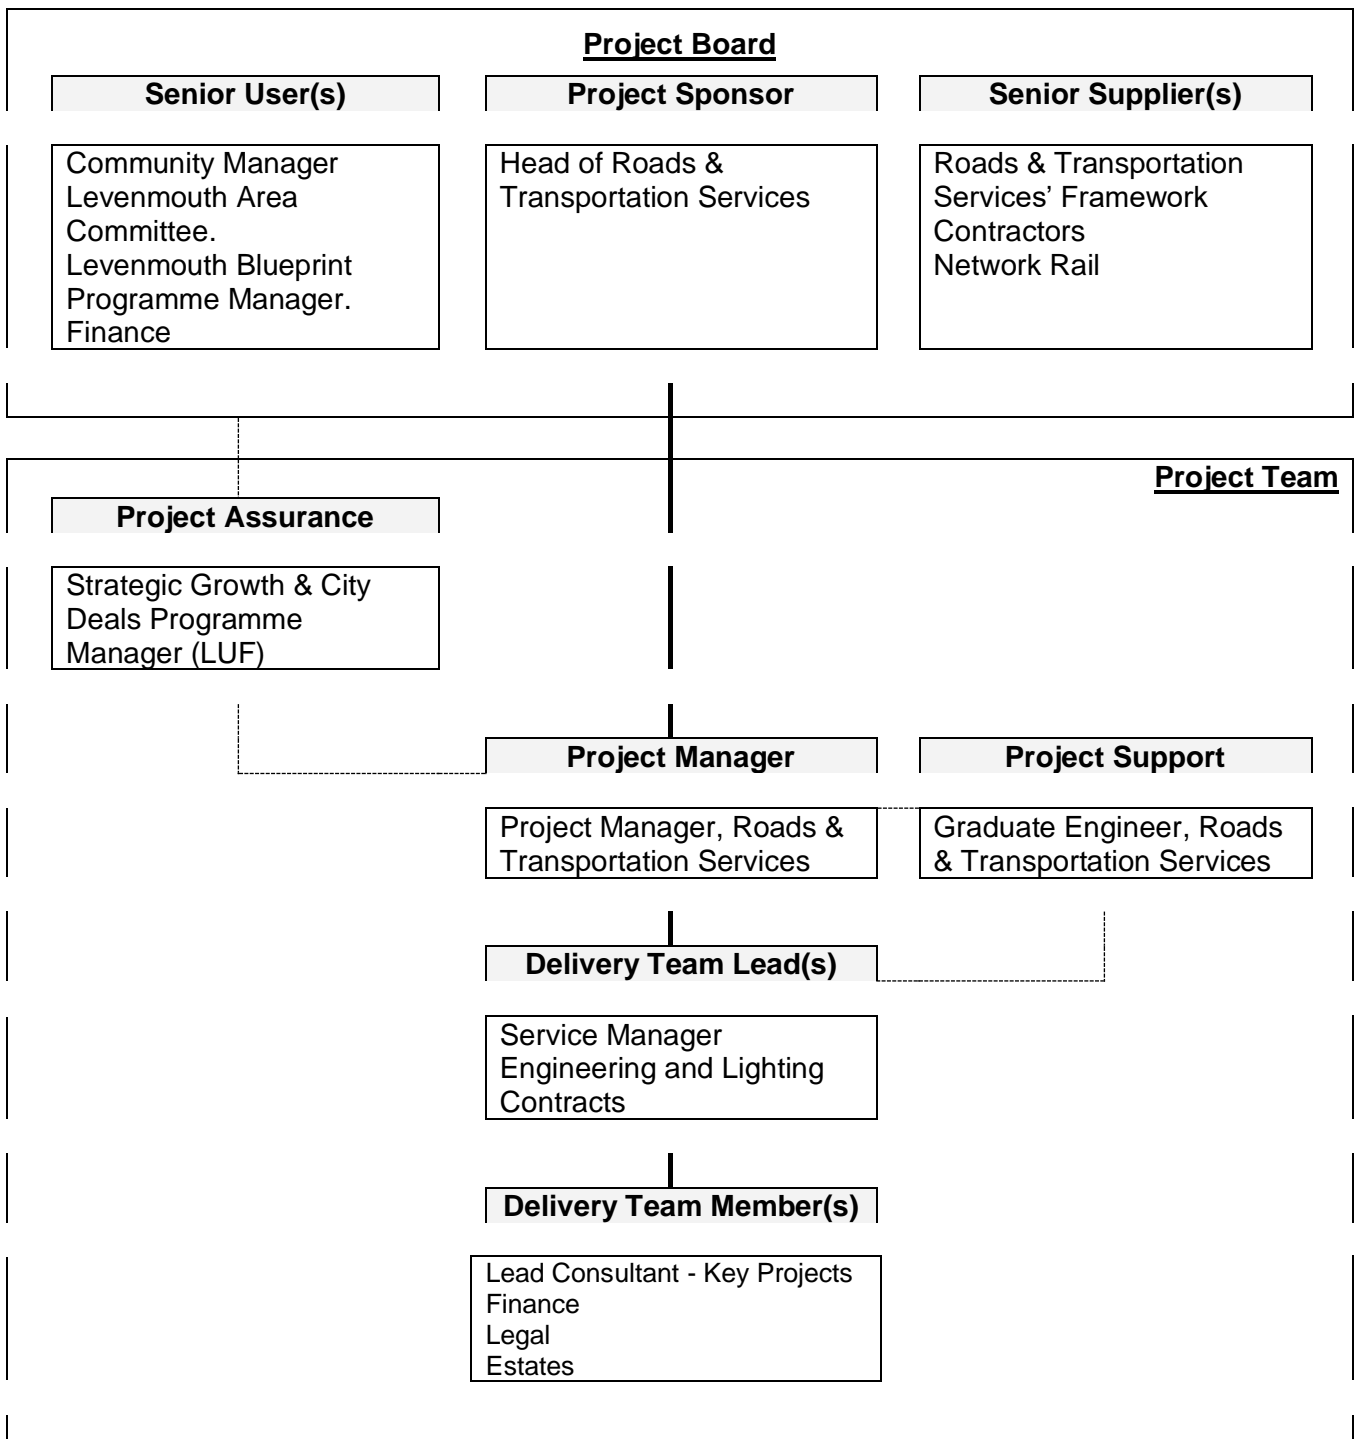 Project Board
Senior User(s)
Project Sponsor
Senior Supplier(s)
Community Manager
Levenmouth Area
Committee.
Levenmouth Blueprint
Programme Manager.
Finance
Head of Roads &
Transportation Services
Roads & Transportation
Services’ Framework
Contractors
Network Rail
Project Team
Project Assurance
Strategic Growth & City
Deals Programme
Manager (LUF)
Project Manager
Project Support
Project Manager, Roads &
Transportation Services
Graduate Engineer, Roads
& Transportation Services
Delivery Team Lead(s)
Service Manager
Engineering and Lighting
Contracts
Delivery Team Member(s)
Lead Consultant - Key Projects
Finance
Legal
Estates